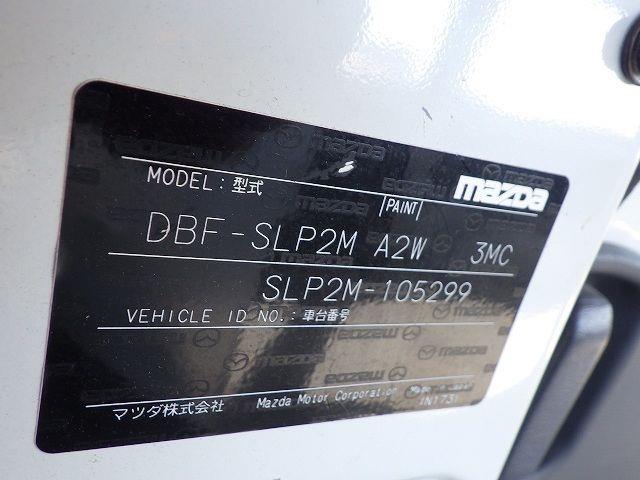 MODEL:型式
mazda
PAINT
DBF-SLP2M A2W 3MC
SLP2M-105299
VEHICLE ID NO.:車台番号
マツダ株式会社 Mazda Motor Corporation
1N1731